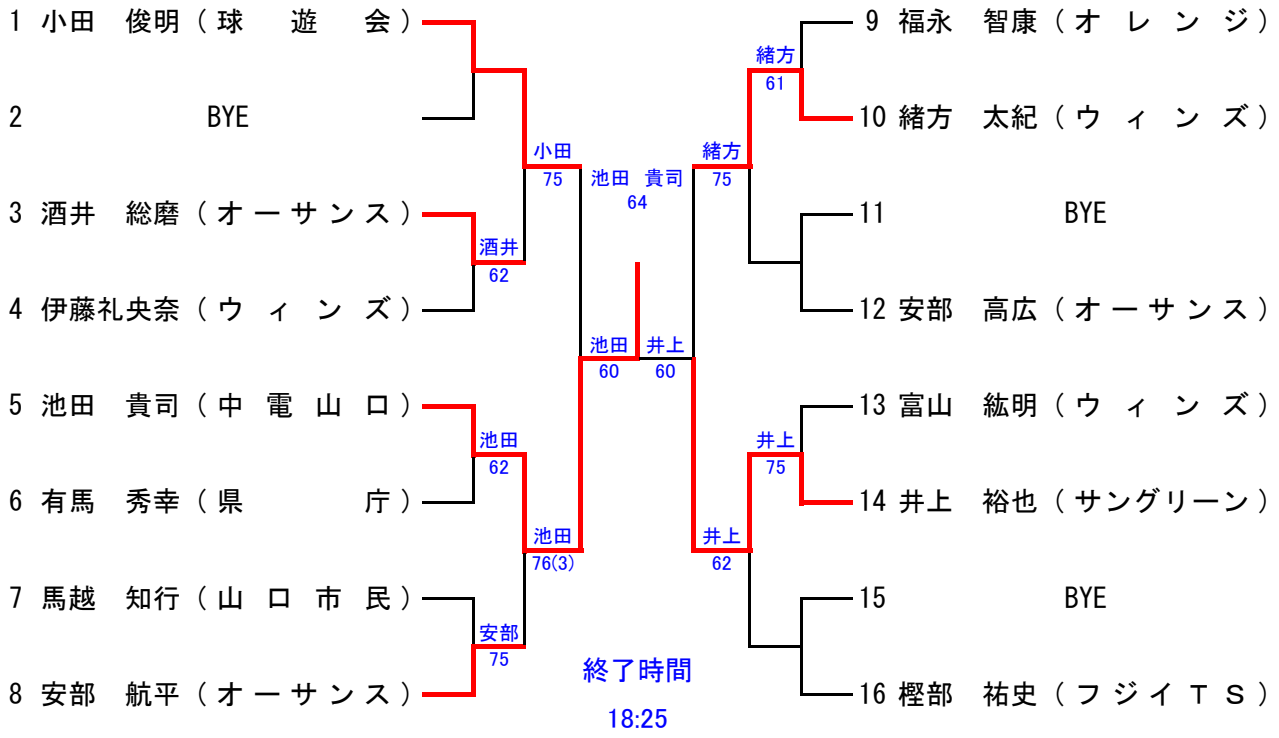 1 小田 俊明 ( 球 遊 会 )
2 BYE
3 酒井 総磨 ( オーサンス )
4 伊藤礼央奈 ( ウィンズ )
5 池田 貴司 ( 中電山口 )
6 有馬 秀幸 ( 県 庁 )
7 馬越 知行 ( 山口市民 )
8 安部 航平 ( オーサンス )
酒井
62
池田
62
安部
75
小田
75
池田
76(3)
池田
60
池田 貴司
64
井上
60
緒方
75
井上
62
緒方
61
井上
75
9 福永 智康 ( オレンジ )
10 緒方 太紀 ( ウィンズ )
11 BYE
12 安部 高広 ( オーサンス )
13 富山 紘明 ( ウィンズ )
14 井上 裕也 ( サングリーン )
15 BYE
16 樫部 祐史 ( フジイTS )
終了時間
18:25